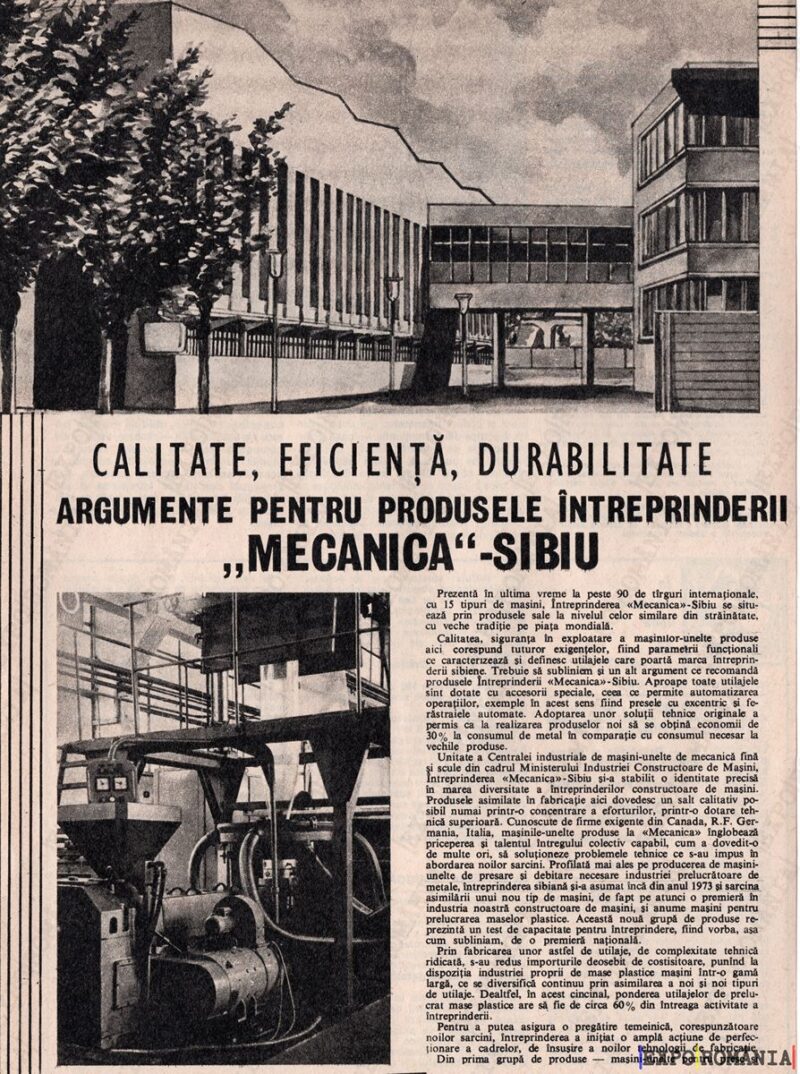 CALITATE, EFICIENȚĂ, DURABILITATE
ARGUMENTE PENTRU PRODUSELE ÎNTREPRINDERII
„MECANICA“-SIBIU
Prezentă în ultima vreme la peste 90 de tîrguri internaționale,
cu 15 tipuri de mașini, Întreprinderea «Mecanica»-Sibiu se situ-
ează prin produsele sale la nivelul celor similare din străinătate,
cu veche tradiție pe piața mondială.
Calitatea, siguranța în exploatare a mașinilor-unelte produse
aici corespund tuturor exigențelor, fiind parametrii funcționali
ce caracterizează și definesc utilajele care poartă marca întreprin-
derii sibiene. Trebuie să subliniem și un alt argument ce recomandă
produsele Întreprinderii «Mecanica»-Sibiu. Aproape toate utilajele
sînt dotate cu accesorii speciale, ceea ce permite automatizarea
operațiilor, exemple în acest sens fiind presele cu excentric și fe-
răstraiele automate. Adoptarea unor soluții tehnice originale a
permis ca la realizarea produselor noi să se obțină economii de
30% la consumul de metal în comparație cu consumul necesar la
vechile produse.
Unitate a Centralei industriale de mașini-unelte de mecanică fină
și scule din cadrul Ministerului Industriei Constructoare de Mașini,
Întreprinderea «Mecanica»-Sibiu și-a stabilit o identitate precisă
în marea diversitate a întreprinderilor constructoare de mașini.
Produsele asimilate în fabricație aici dovedesc un salt calitativ po-
sibil numai printr-o concentrare a eforturilor, printr-o dotare teh-
nică superioară. Cunoscute de firme exigente din Canada, R.F. Ger-
mania, Italia, mașinile-unelte produse la «Mecanica» înglobează
priceperea și talentul întregului colectiv capabil, cum a dovedit-o
de multe ori, să soluționeze problemele tehnice ce s-au impus în
abordarea noilor sarcini. Profilată mai ales pe producerea de mașini-
unelte de presare și debitare necesare industriei prelucrătoare de
metale, întreprinderea sibiană și-a asumat încă din anul 1973 și sarcina
asimilării unui nou tip de mașini, de fapt pe atunci o premieră în
industria noastră constructoare de mașini, și anume mașini pentru
prelucrarea maselor plastice. Această nouă grupă de produse re-
prezintă un test de capacitate pentru întreprindere, fiind vorba, așa
cum subliniam, de o premieră națională.
Prin fabricarea unor astfel de utilaje, de complexitate tehnică
ridicată, s-au redus importurile deosebit de costisitoare, punînd la
dispoziția industriei proprii de mase plastice mașini într-o gamă
largă, ce se diversifică continuu prin asimilarea a noi și noi tipuri
de utilaje. Dealtfel, în acest cincinal, ponderea utilajelor de prelu-
crat mase plastice are să fie de circa 60% din întreaga activitate a
întreprinderii.
Pentru a putea asigura o pregătire temeinică, corespunzătoare
noilor sarcini, întreprinderea a inițiat o amplă acțiune de perfec-
ționare a cadrelor, de însușire a noilor tehnologii de fabricație.
Din prima grupă de produse — mașini-unelte pentru
EXPO ROMANIA